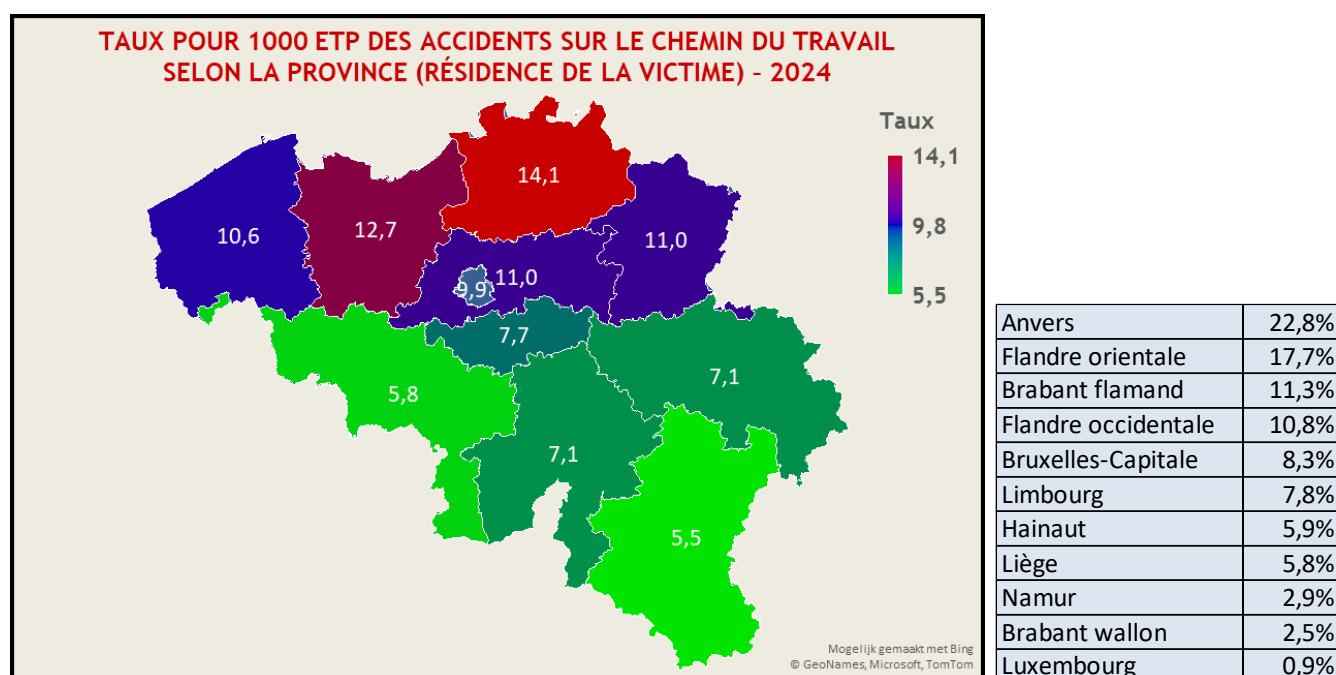 TAUX POUR 1000 ETP DES ACCIDENTS SUR LE CHEMIN DU TRAVAIL
SELON LA PROVINCE (RÉSIDENCE DE LA VICTIME) - 2024
Taux
14,1
9,8
5,5
14,1
10,6
12,7
11,0
11,0
9,9
7,7
7,1
5,8
7,1
5,5
Mogelijk gemaakt met Bing
© GeoNames, Microsoft, TomTom
Anvers 22,8%
Flandre orientale 17,7%
Brabant flamand 11,3%
Flandre occidentale 10,8%
Bruxelles-Capitale 8,3%
Limbourg 7,8%
Hainaut 5,9%
Liège 5,8%
Namur 2,9%
Brabant wallon 2,5%
Luxembourg 0,9%